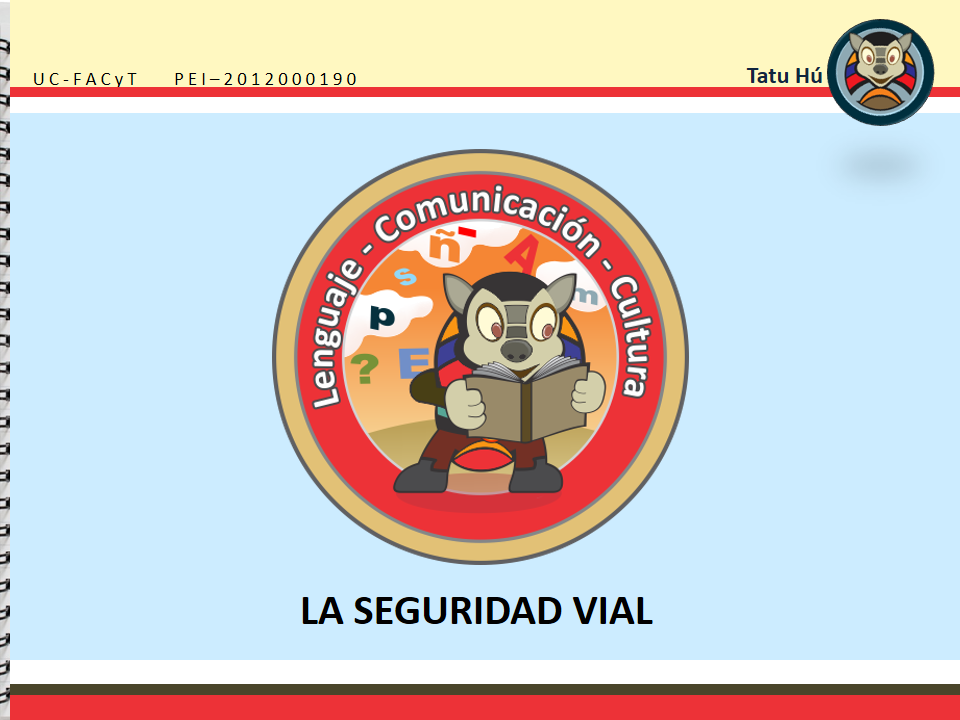 UC-FACyT PEI–2012000190
Tatu Hú
Lenguaje - Comunicación - Cultura
ñ
A
s
m
p
?
E
LA SEGURIDAD VIAL